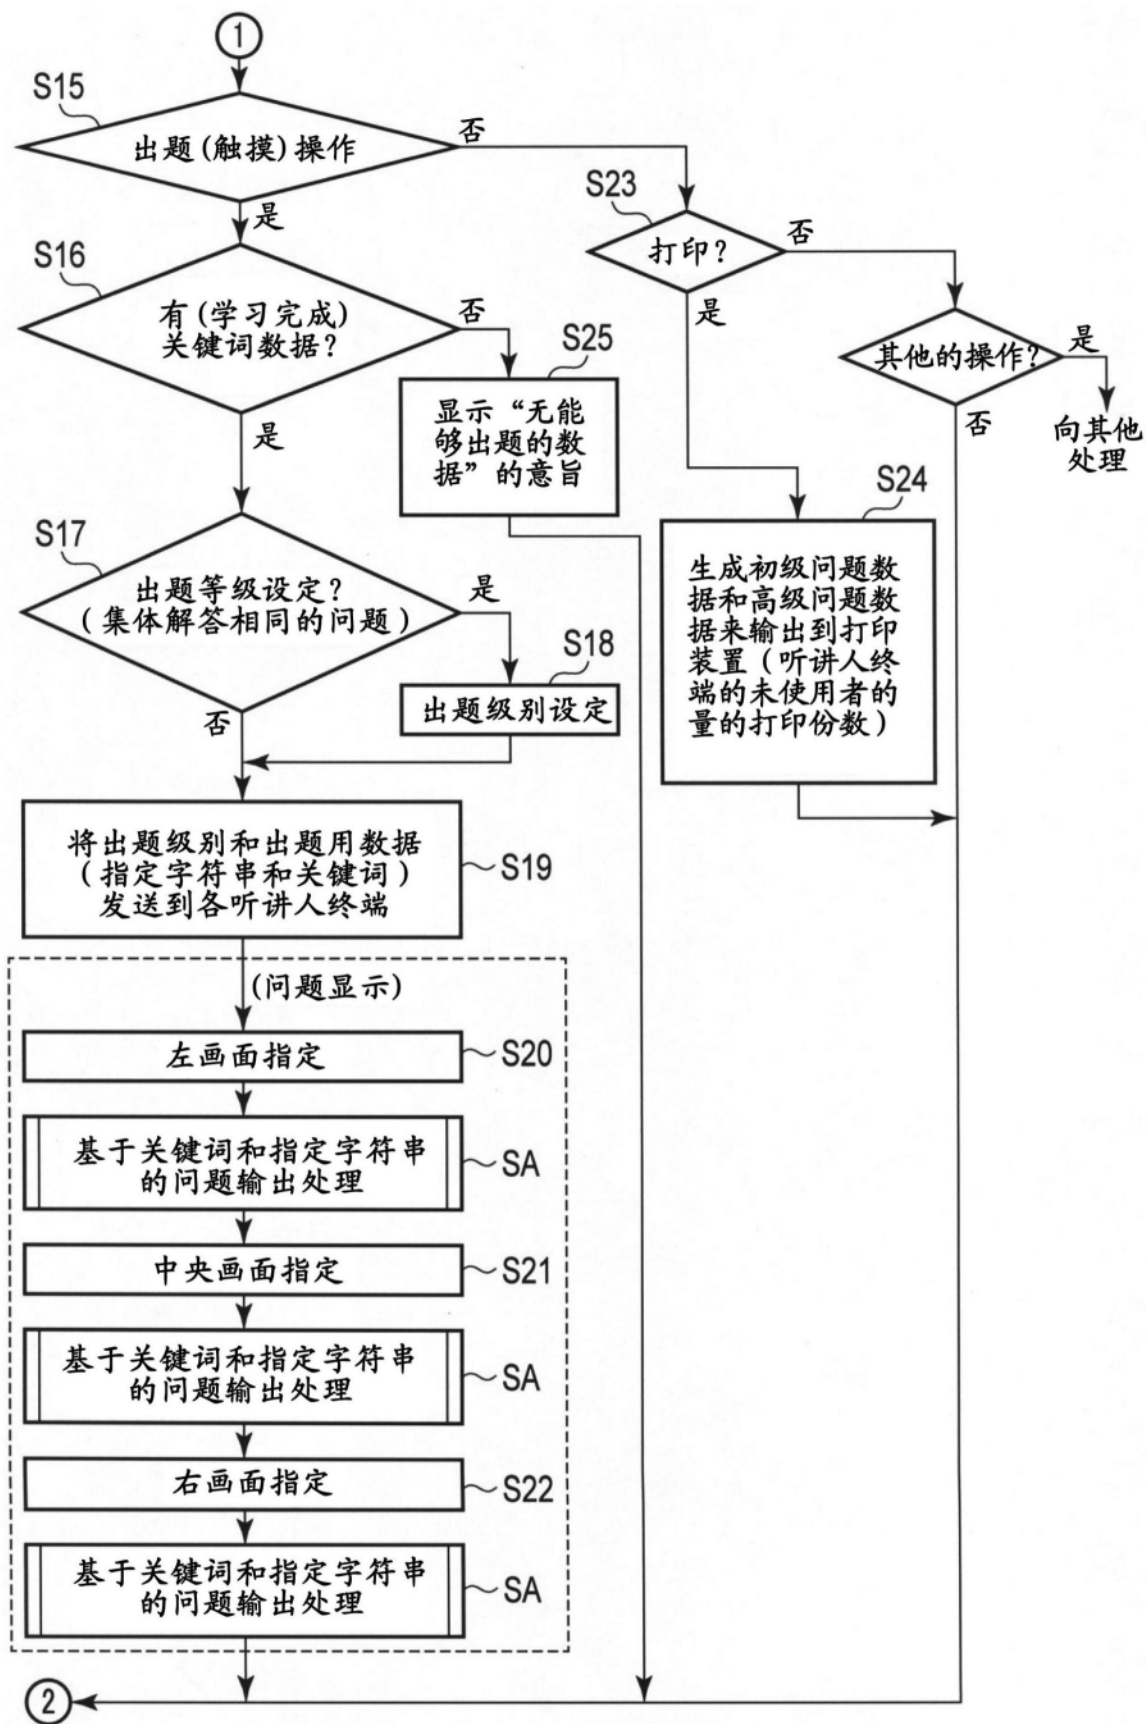 1
S15
出题(触摸)操作
否
是
S23
打印?
否
是
S16
有(学习完成)
关键词数据?
否
是
S25
显示“无能
够出题的数
据”的意旨
其他的操作?
是
否
向其他
处理
S24
生成初级问题数
据和高级问题数
据来输出到打印
装置(听讲人终
端的未使用者的
量的打印份数)
S17
出题等级设定?
(集体解答相同的问题)
是
否
S18
出题级别设定
将出题级别和出题用数据
(指定字符串和关键词)
发送到各听讲人终端
S19
(问题显示)
左画面指定
S20
基于关键词和指定字符串
的问题输出处理
SA
中央画面指定
S21
基于关键词和指定字符串
的问题输出处理
SA
右画面指定
S22
基于关键词和指定字符串
的问题输出处理
SA
2